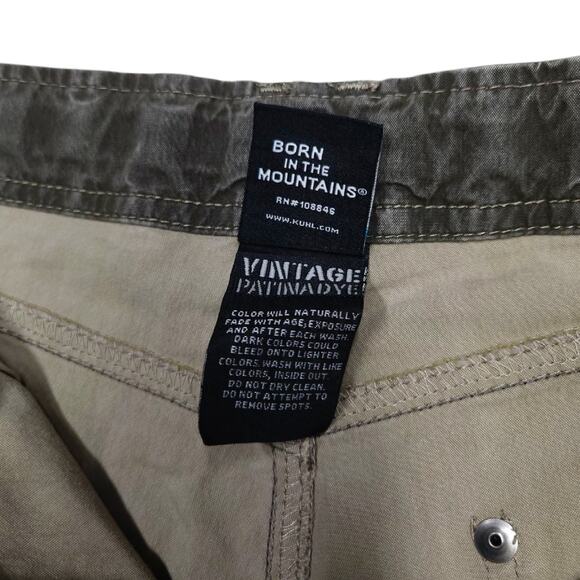 BORN
IN THE
MOUNTAINS®
RN#108846
WWW.KUHL.COM
VINTAGE
PATINADYE
COLOR WILL NATURALLY
FADE WITH AGE, EXPOSURE
AND AFTER EACH WASH.
DARK COLORS COULD
BLEED ONTO LIGHTER
COLORS. WASH WITH LIKE
COLORS, INSIDE OUT.
DO NOT DRY CLEAN.
DO NOT ATTEMPT TO
REMOVE SPOTS.